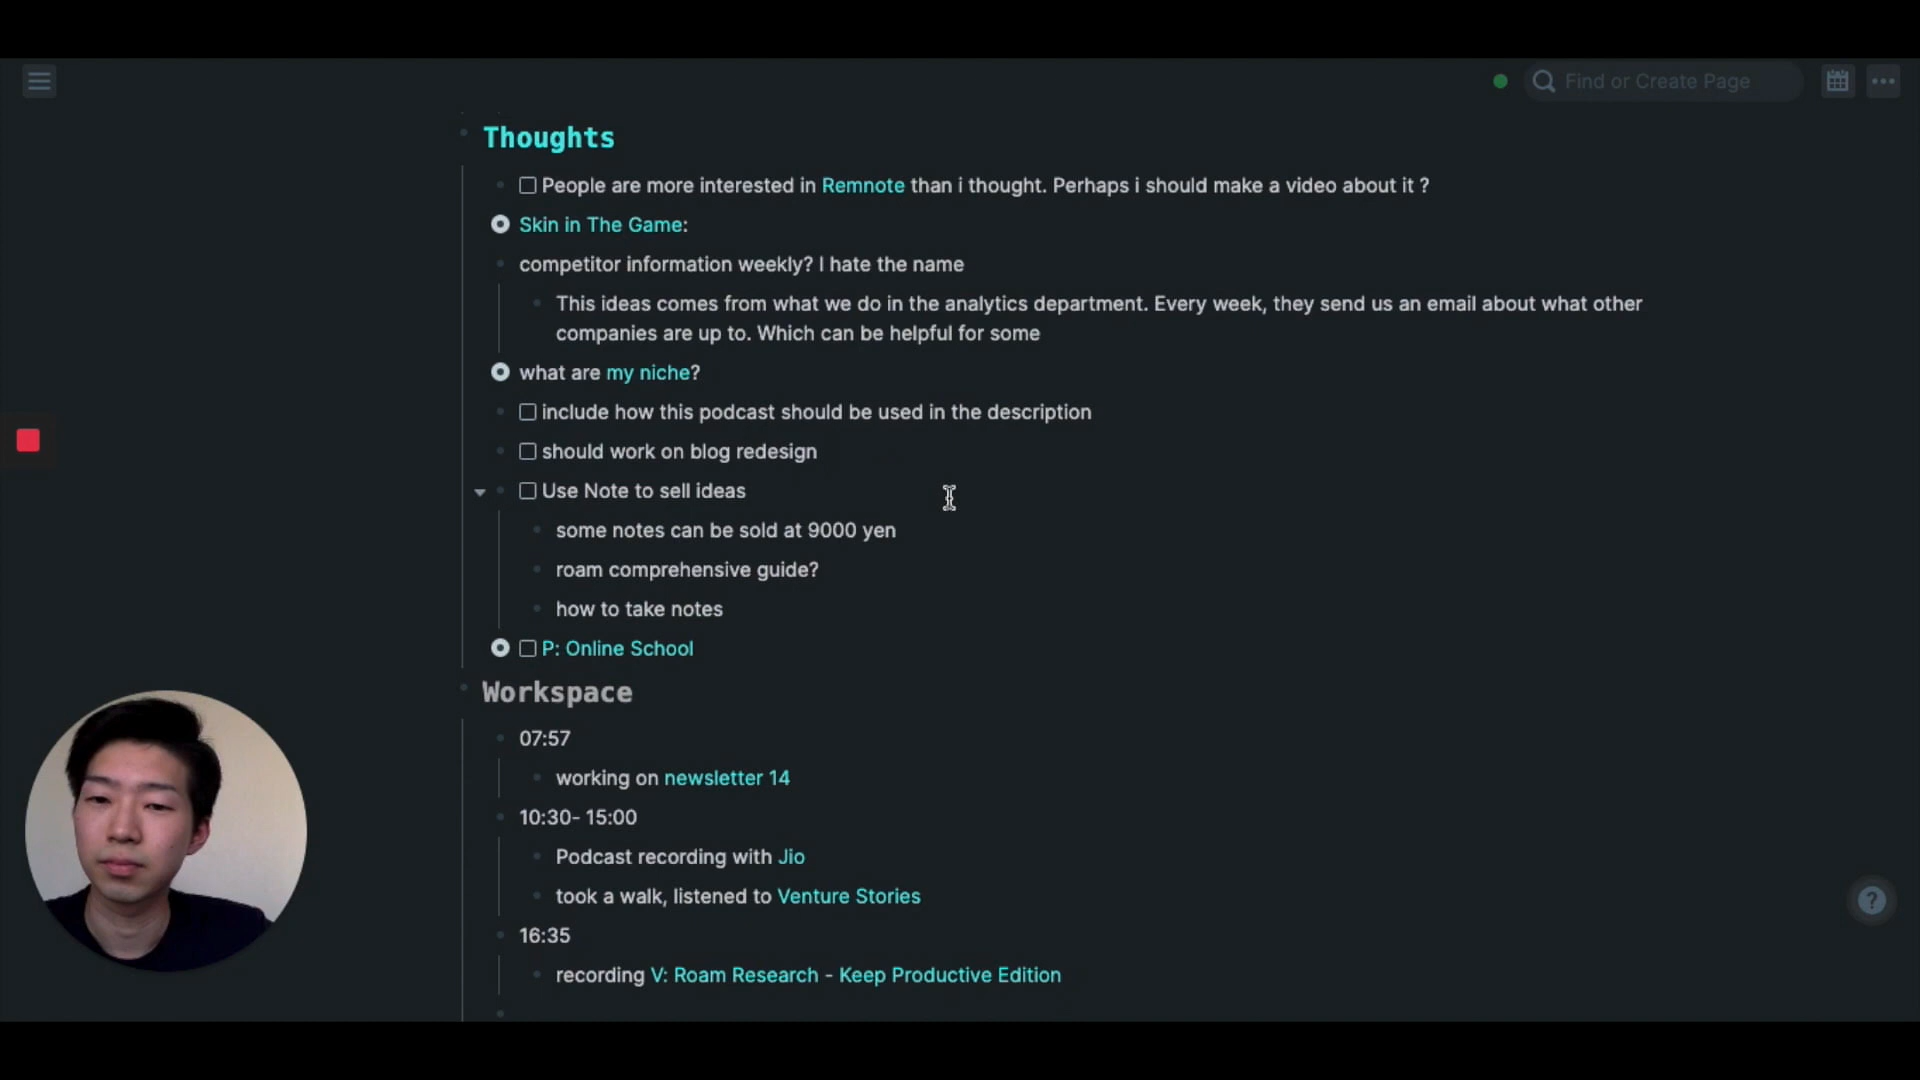 Find or Create Page
Thoughts
People are more interested in Remnote than i thought. Perhaps i should make a video about it ?
Skin in The Game:
competitor information weekly? I hate the name
This ideas comes from what we do in the analytics department. Every week, they send us an email about what other
companies are up to. Which can be helpful for some
what are my niche?
include how this podcast should be used in the description
should work on blog redesign
Use Note to sell ideas
some notes can be sold at 9000 yen
roam comprehensive guide?
how to take notes
P: Online School
Workspace
07:57
working on newsletter 14
10:30- 15:00
Podcast recording with Jio
took a walk, listened to Venture Stories
16:35
recording V: Roam Research - Keep Productive Edition
?